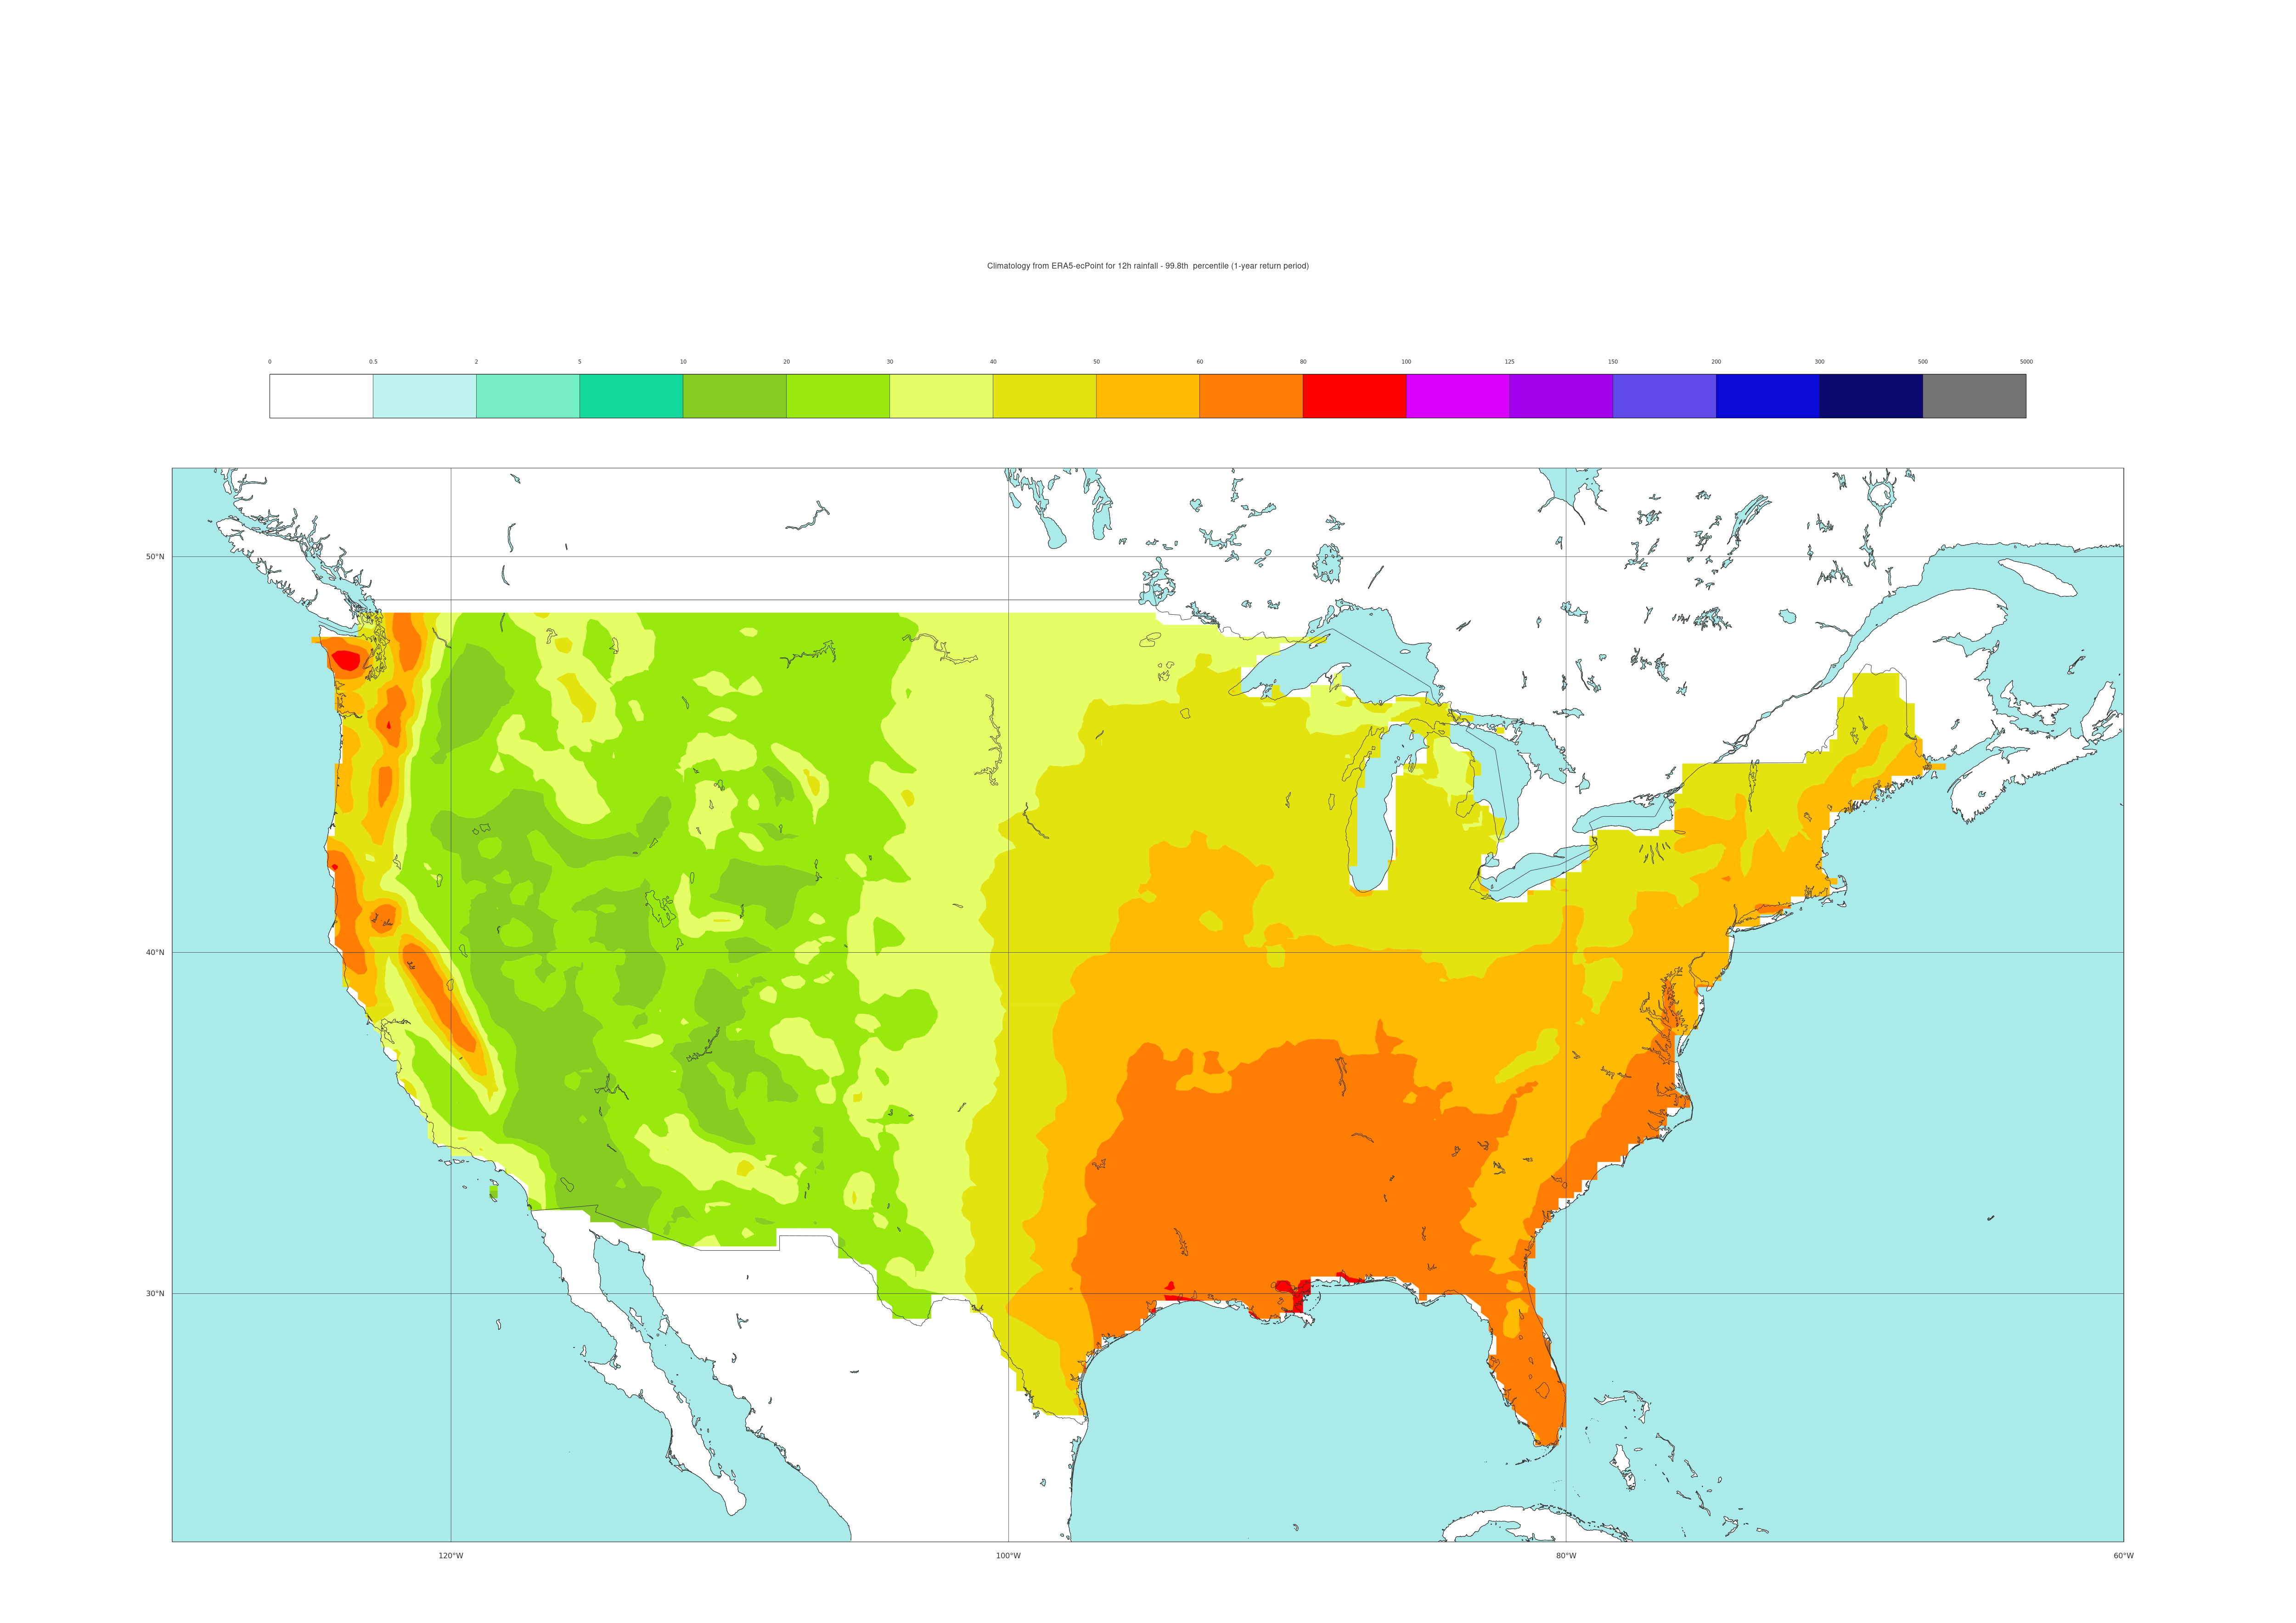 Climatology from ERA5-ecPoint for 12h rainfall - 99.8th  percentile (1-year return period)
0 0.5 2 5 10 20 30 40 50 60 80 100 125 150 200 300 500 5000
50°N
40°N
30°N
120°W 100°W 80°W 60°W